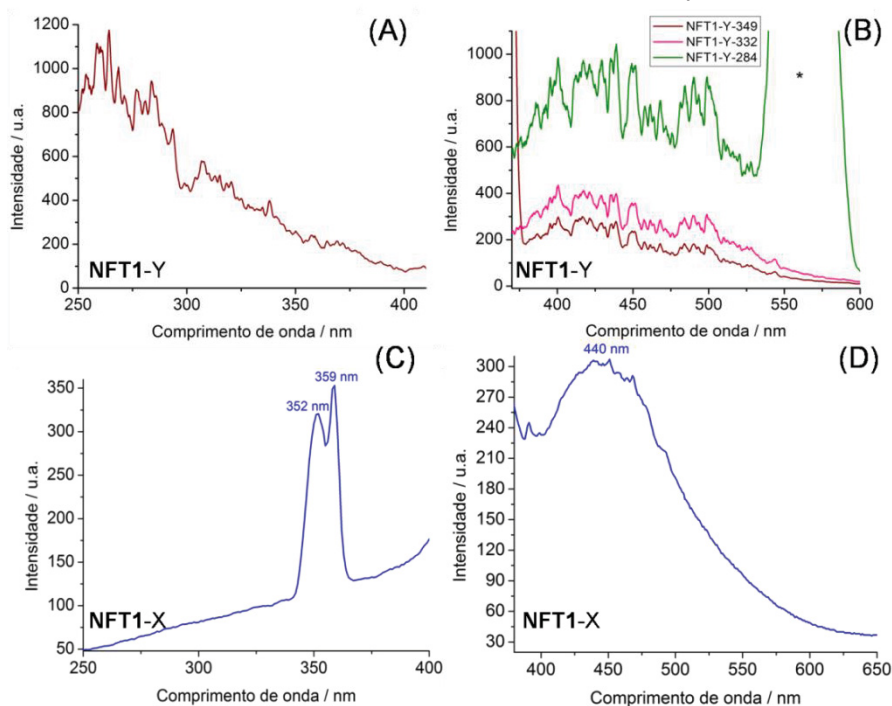 (A)
Intensidade / u.a.
1200
1000
800
600
400
200
0
NFT1-Y
250
300
350
400
Comprimento de onda / nm
(B)
NFT1-Y-349
NFT1-Y-332
NFT1-Y-284
*
Intensidade / u.a.
1000
800
600
400
200
NFT1-Y
400
450
500
550
600
Comprimento de onda / nm
(C)
359 nm
352 nm
Intensidade / u.a.
350
300
250
200
150
100
50
NFT1-X
250
300
350
400
Comprimento de onda / nm
(D)
440 nm
Intensidade / u.a.
300
270
240
210
180
150
120
90
60
30
NFT1-X
400
450
500
550
600
650
Comprimento de onda / nm